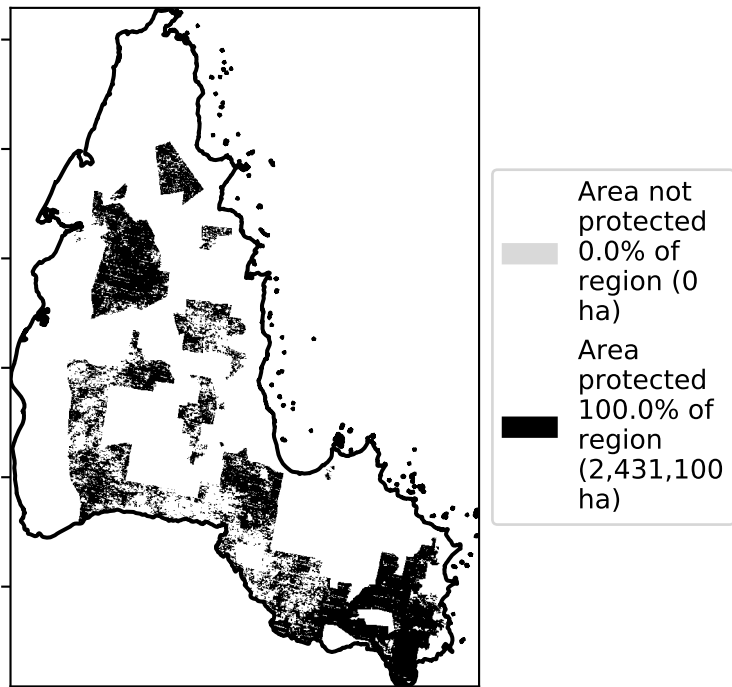 Area not
protected
0.0% of
region (0
ha)
Area
protected
100.0% of
region
(2,431,100
ha)